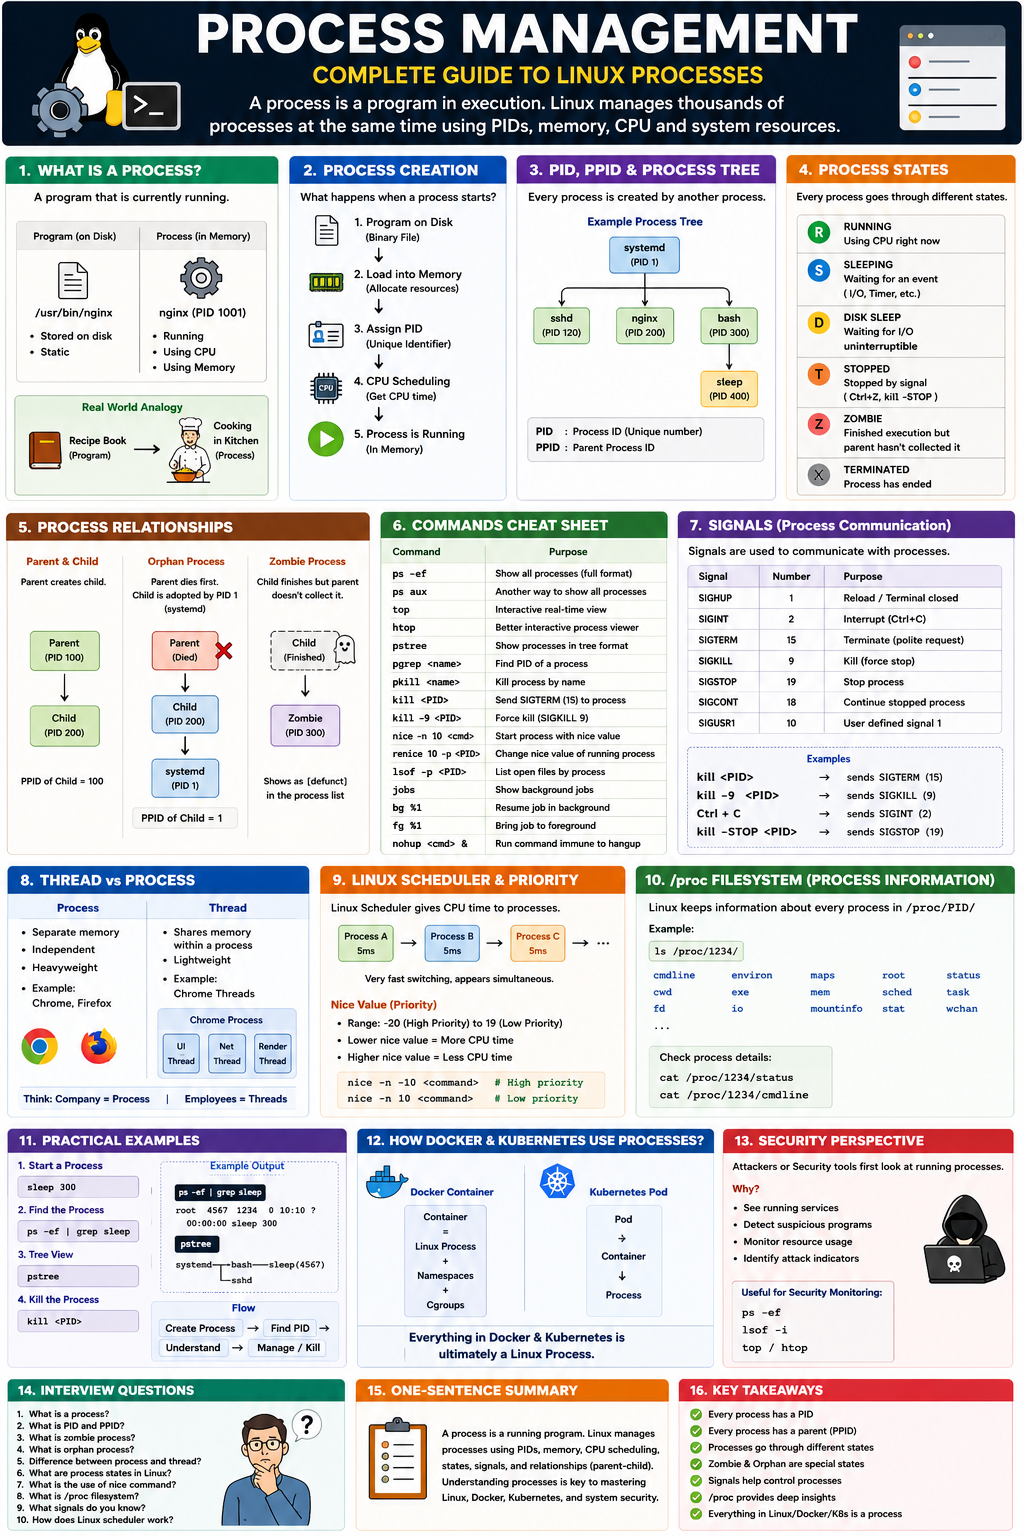 PROCESS MANAGEMENT
COMPLETE GUIDE TO LINUX PROCESSES
A process is a program in execution. Linux manages thousands of
processes at the same time using PIDs, memory, CPU and system resources.
>_
1. WHAT IS A PROCESS?
A program that is currently running.
Program (on Disk)
/usr/bin/nginx
• Stored on disk
• Static
Process (in Memory)
nginx (PID 1001)
• Running
• Using CPU
• Using Memory
Real World Analogy
Recipe Book
(Program)
Cooking
in Kitchen
(Process)
2. PROCESS CREATION
What happens when a process starts?
1. Program on Disk
(Binary File)
2. Load into Memory
(Allocate resources)
3. Assign PID
(Unique Identifier)
CPU
4. CPU Scheduling
(Get CPU time)
5. Process is Running
(In Memory)
3. PID, PPID & PROCESS TREE
Every process is created by another process.
Example Process Tree
systemd
(PID 1)
sshd
(PID 120)
nginx
(PID 200)
bash
(PID 300)
sleep
(PID 400)
PID : Process ID (Unique number)
PPID : Parent Process ID
4. PROCESS STATES
Every process goes through different states.
R RUNNING
Using CPU right now
S SLEEPING
Waiting for an event
( I/O, Timer, etc.)
D DISK SLEEP
Waiting for I/O
uninterruptible
T STOPPED
Stopped by signal
( Ctrl+Z, kill -STOP )
Z ZOMBIE
Finished execution but
parent hasn't collected it
X TERMINATED
Process has ended
5. PROCESS RELATIONSHIPS
Parent & Child
Parent creates child.
Parent
(PID 100)
Child
(PID 200)
PPID of Child = 100
Orphan Process
Parent dies first.
Child is adopted by PID 1
(systemd)
Parent
(Died)
Child
(PID 200)
systemd
(PID 1)
PPID of Child = 1
Zombie Process
Child finishes but parent
doesn't collect it.
Child
(Finished)
Zombie
(PID 300)
Shows as [defunct]
in the process list
6. COMMANDS CHEAT SHEET
Command Purpose
ps -ef Show all processes (full format)
ps aux Another way to show all processes
top Interactive real-time view
htop Better interactive process viewer
pstree Show processes in tree format
pgrep <name> Find PID of a process
pkill <name> Kill process by name
kill <PID> Send SIGTERM (15) to process
kill -9 <PID> Force kill (SIGKILL 9)
nice -n 10 <cmd> Start process with nice value
renice 10 -p <PID> Change nice value of running process
lsof -p <PID> List open files by process
jobs Show background jobs
bg %1 Resume job in background
fg %1 Bring job to foreground
nohup <cmd> & Run command immune to hangup
7. SIGNALS (Process Communication)
Signals are used to communicate with processes.
Signal Number Purpose
SIGHUP 1 Reload / Terminal closed
SIGINT 2 Interrupt (Ctrl+C)
SIGTERM 15 Terminate (polite request)
SIGKILL 9 Kill (force stop)
SIGSTOP 19 Stop process
SIGCONT 18 Continue stopped process
SIGUSR1 10 User defined signal 1
Examples
kill <PID> → sends SIGTERM (15)
kill -9 <PID> → sends SIGKILL (9)
Ctrl + C → sends SIGINT (2)
kill -STOP <PID> → sends SIGSTOP (19)
8. THREAD vs PROCESS
Process
• Separate memory
• Independent
• Heavyweight
• Example:
Chrome, Firefox
Thread
• Shares memory
within a process
• Lightweight
• Example:
Chrome Threads
Chrome Process
UI
Thread
Net
Thread
Render
Thread
Think: Company = Process | Employees = Threads
9. LINUX SCHEDULER & PRIORITY
Linux Scheduler gives CPU time to processes.
Process A
5ms
Process B
5ms
Process C
5ms
...
Very fast switching, appears simultaneous.
Nice Value (Priority)
• Range: -20 (High Priority) to 19 (Low Priority)
• Lower nice value = More CPU time
• Higher nice value = Less CPU time
nice -n -10 <command> # High priority
nice -n 10 <command> # Low priority
10. /proc FILESYSTEM (PROCESS INFORMATION)
Linux keeps information about every process in /proc/PID/
Example:
ls /proc/1234/
cmdline environ maps root status
cwd exe mem sched task
fd io mountinfo stat wchan
...
Check process details:
cat /proc/1234/status
cat /proc/1234/cmdline
11. PRACTICAL EXAMPLES
1. Start a Process
sleep 300
2. Find the Process
ps -ef | grep sleep
3. Tree View
pstree
4. Kill the Process
kill <PID>
Example Output
ps -ef | grep sleep
root 4567 1234 0 10:10 ?
00:00:00 sleep 300
pstree
systemd bash sleep(4567)
sshd
Flow
Create Process → Find PID →
Understand → Manage / Kill
12. HOW DOCKER & KUBERNETES USE PROCESSES?
Docker Container
Container
=
Linux Process
+
Namespaces
+
Cgroups
Kubernetes Pod
Pod
→
Container
↓
Process
Everything in Docker & Kubernetes is
ultimately a Linux Process.
13. SECURITY PERSPECTIVE
Attackers or Security tools first look at running processes.
Why?
• See running services
• Detect suspicious programs
• Monitor resource usage
• Identify attack indicators
Useful for Security Monitoring:
ps -ef
lsof -i
top / htop
14. INTERVIEW QUESTIONS
1. What is a process?
2. What is PID and PPID?
3. What is zombie process?
4. What is orphan process?
5. Difference between process and thread?
6. What are process states in Linux?
7. What is the use of nice command?
8. What is /proc filesystem?
9. What signals do you know?
10. How does Linux scheduler work?
?
15. ONE-SENTENCE SUMMARY
A process is a running program. Linux manages
processes using PIDs, memory, CPU scheduling,
states, signals, and relationships (parent-child).
Understanding processes is key to mastering
Linux, Docker, Kubernetes, and system security.
16. KEY TAKEAWAYS
Every process has a PID
Every process has a parent (PPID)
Processes go through different states
Zombie & Orphan are special states
Signals help control processes
/proc provides deep insights
Everything in Linux/Docker/K8s is a process